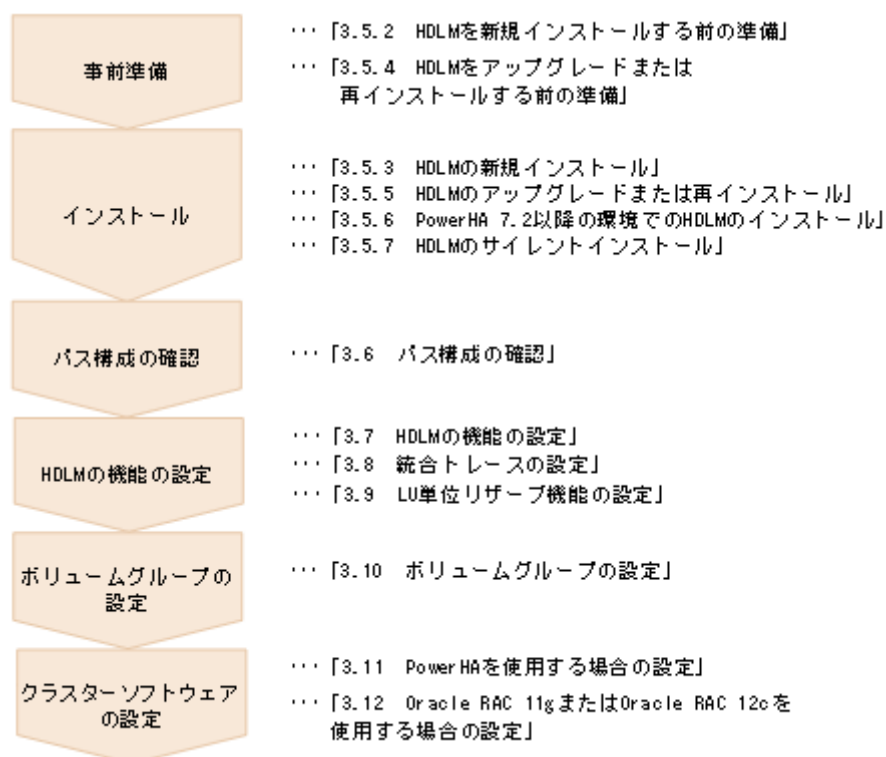 事前準備
･･･「3.5.2 HDLMを新規インストールする前の準備」
･･･「3.5.4 HDLMをアップグレードまたは
再インストールする前の準備」
インストール
･･･「3.5.3 HDLMの新規インストール」
･･･「3.5.5 HDLMのアップグレードまたは再インストール」
･･･「3.5.6 PowerHA 7.2以降の環境でのHDLMのインストール」
･･･「3.5.7 HDLMのサイレントインストール」
パス構成の確認
･･･「3.6 パス構成の確認」
HDLMの機能の設定
･･･「3.7 HDLMの機能の設定」
･･･「3.8 統合トレースの設定」
･･･「3.9 LU単位リザーブ機能の設定」
ボリュームグループの
設定
･･･「3.10 ボリュームグループの設定」
クラスターソフトウェア
の設定
･･･「3.11 PowerHAを使用する場合の設定」
･･･「3.12 Oracle RAC 11gまたはOracle RAC 12cを
使用する場合の設定」